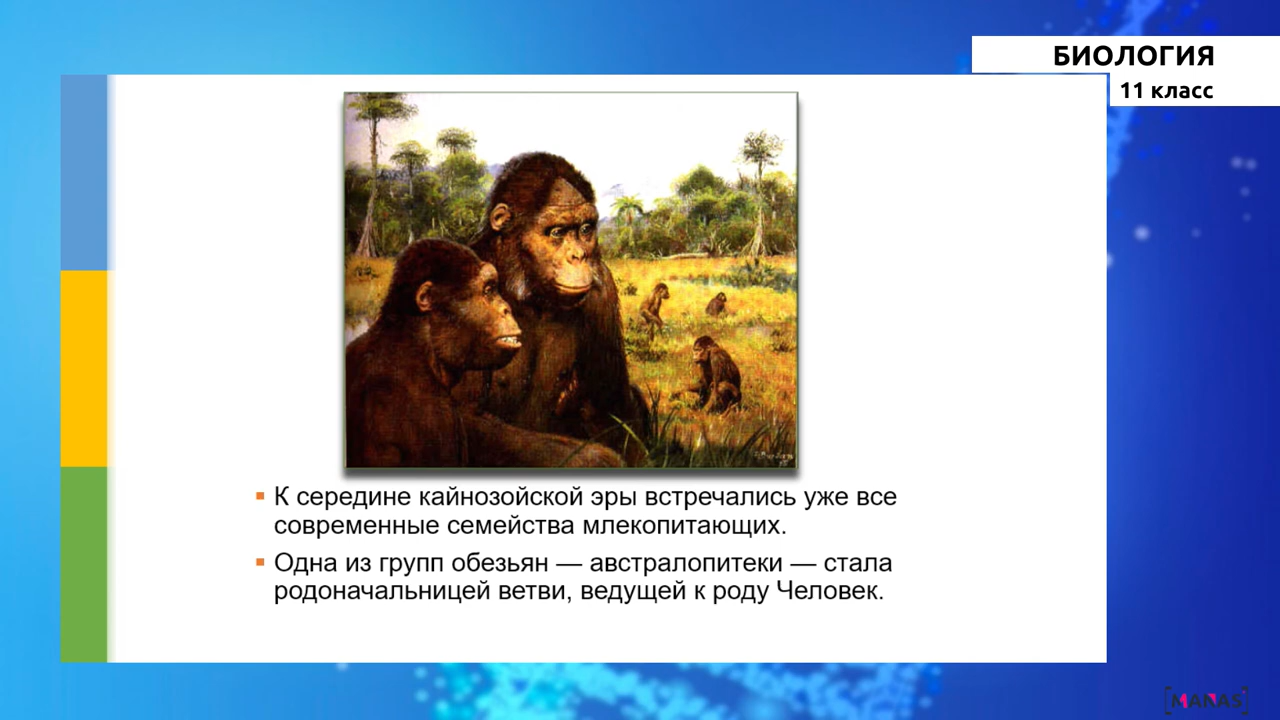 БИОЛОГИЯ
11 класс
К середине кайнозойской эры встречались уже все
современные семейства млекопитающих.
Одна из групп обезьян — австралопитеки — стала
родоначальницей ветви, ведущей к роду Человек.
[MANAS]